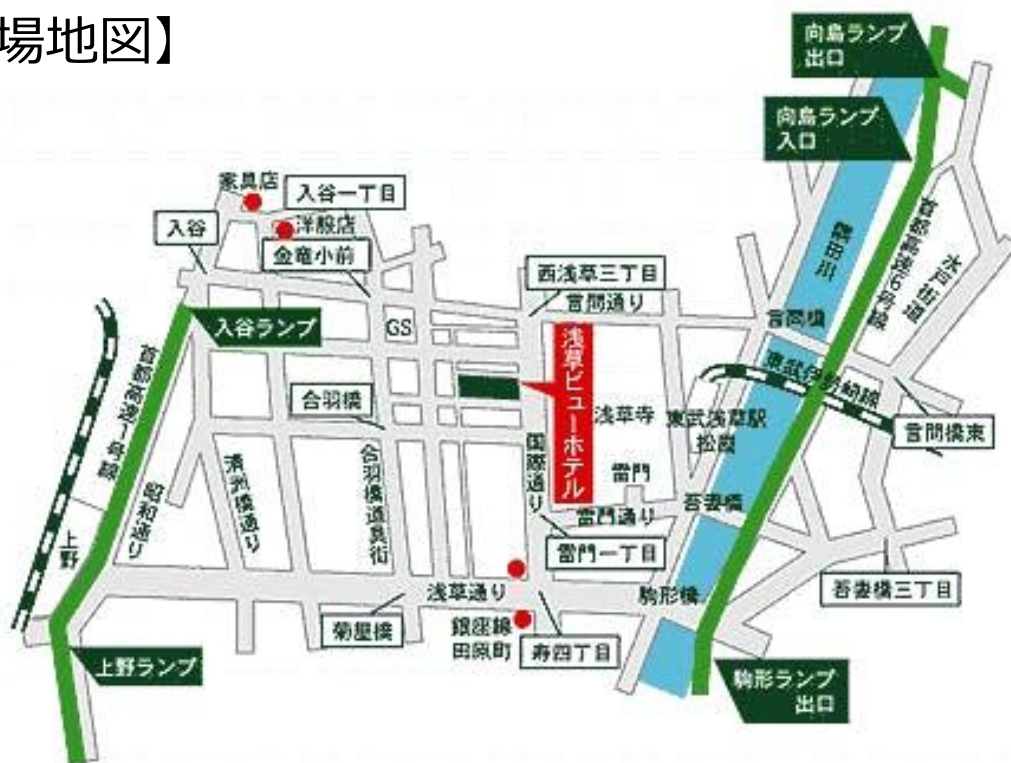 場地図】
向島ランプ
出口
向島ランプ
入口
家具店
入谷一丁目
洋服店
入谷
金竜小前
西浅草三丁目
言問通り
隅田川
首都高速6号線
水戸街道
入谷ランプ
GS
言問橋
浅草ビューホテル
東武伊勢崎線
首都高速1号線
合羽橋
浅草寺
東武浅草駅
松屋
言問橋東
国際通り
合羽橋道具街
清洲橋通り
昭和通り
雷門
吾妻橋
雷門通り
上野
雷門一丁目
吾妻橋三丁目
浅草通り
駒形橋
菊屋橋
銀座線
田原町
寿四丁目
上野ランプ
駒形ランプ
出口